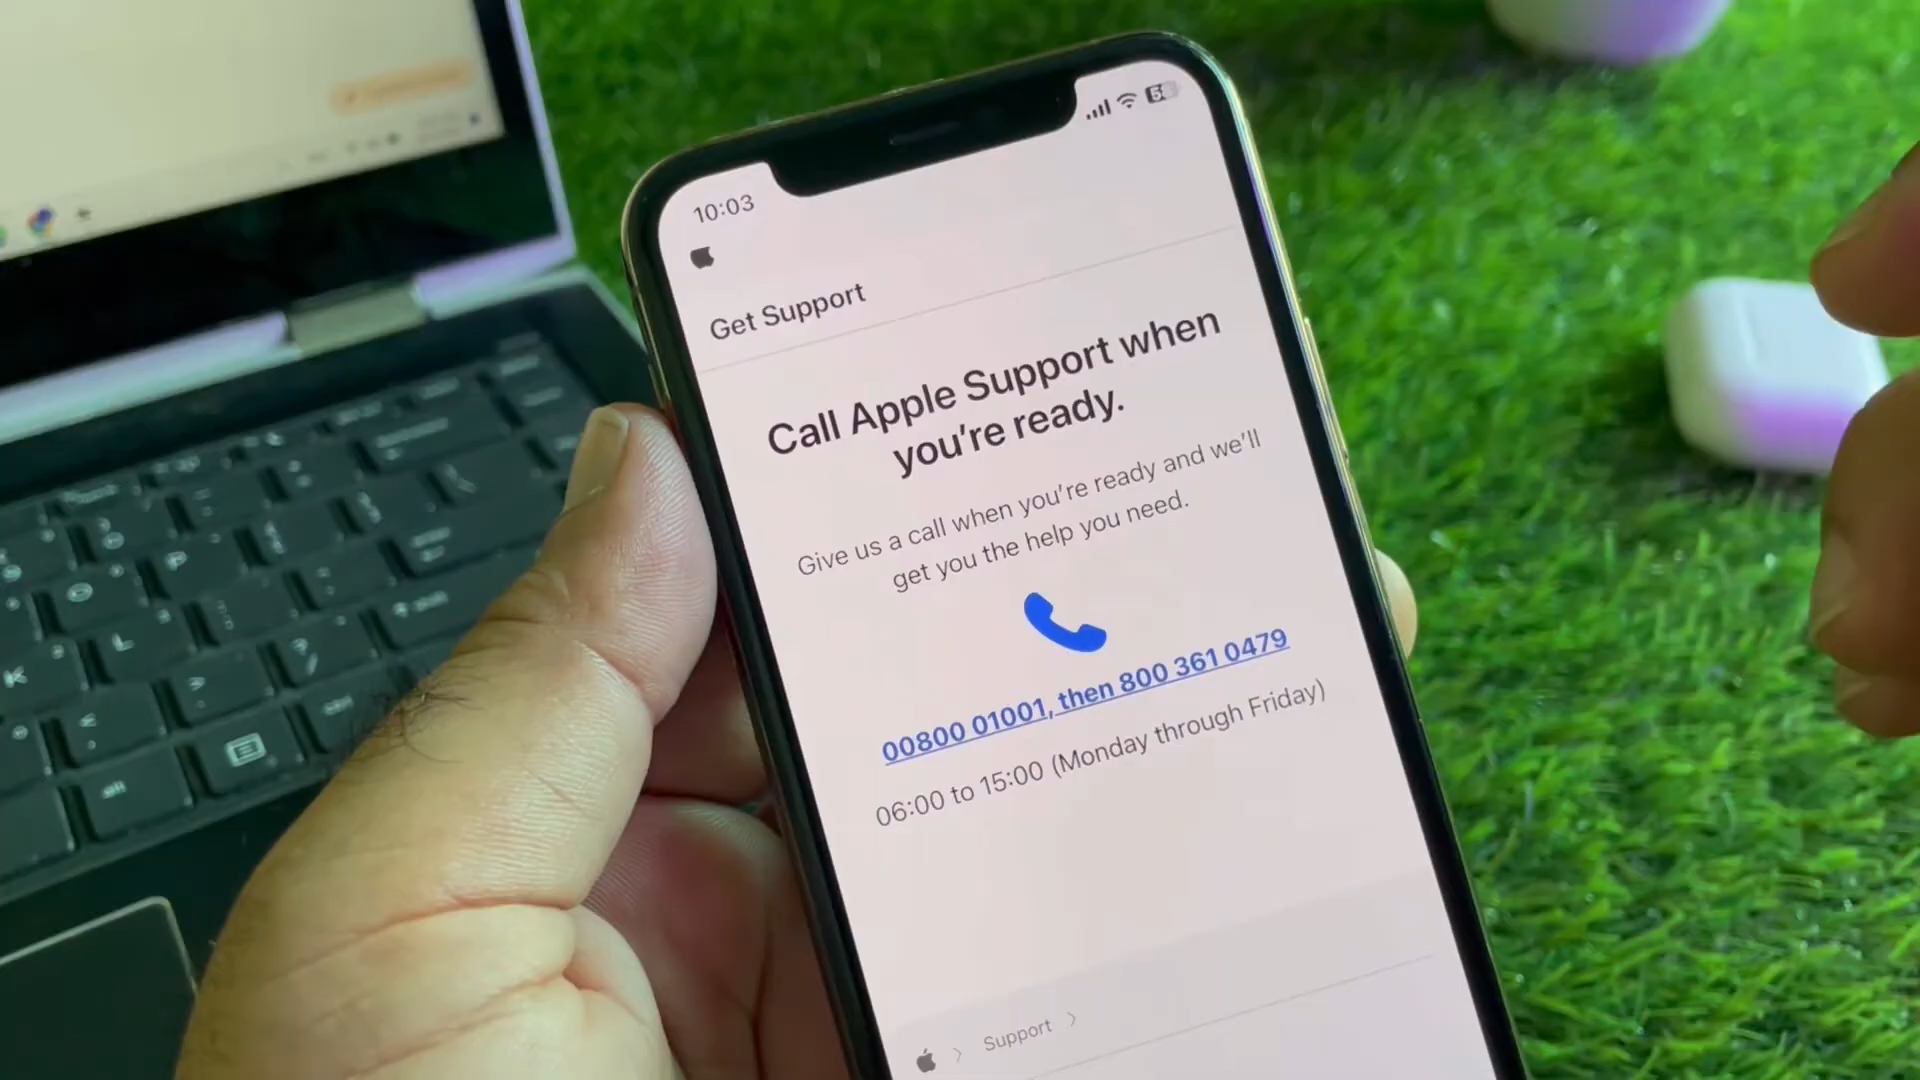 10:03
Get Support
Call Apple Support when
you're ready.
Give us a call when you're ready and we'll
get you the help you need.
00800 01001, then 800 361 0479
06:00 to 15:00 (Monday through Friday)
Support
P
L
K
alt